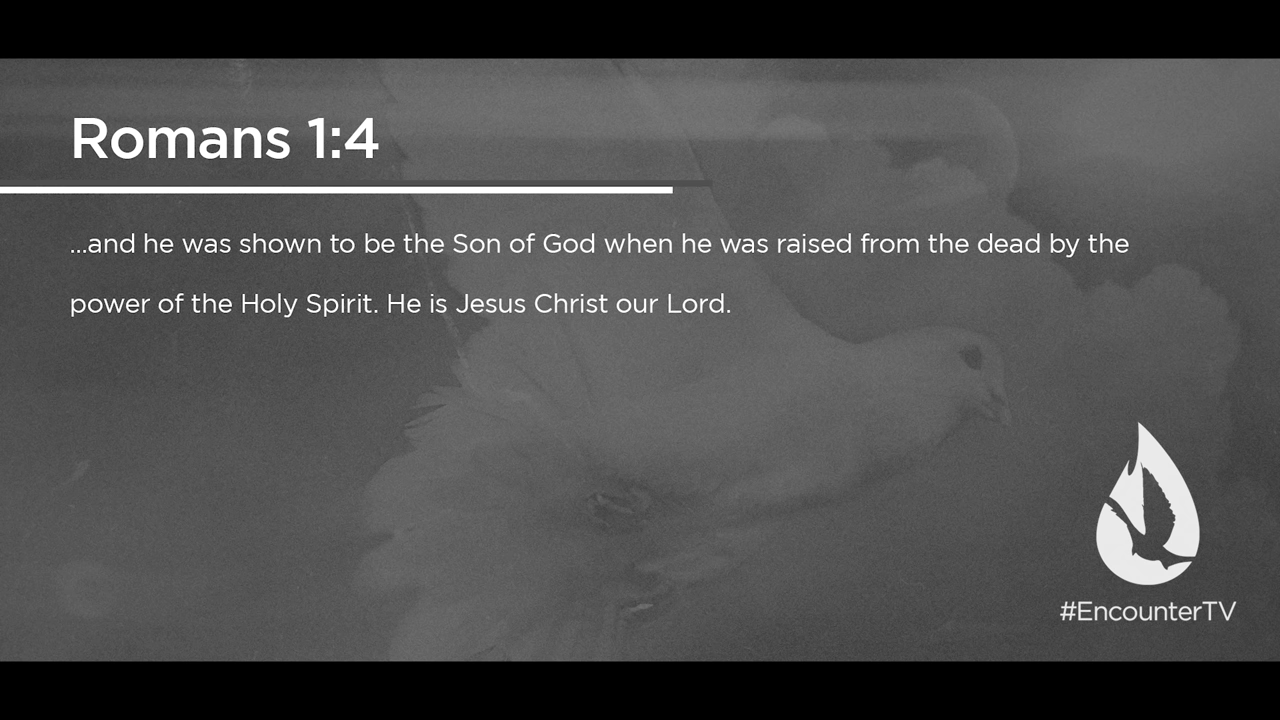 Romans 1:4
...and he was shown to be the Son of God when he was raised from the dead by the
power of the Holy Spirit. He is Jesus Christ our Lord.
#EncounterTV